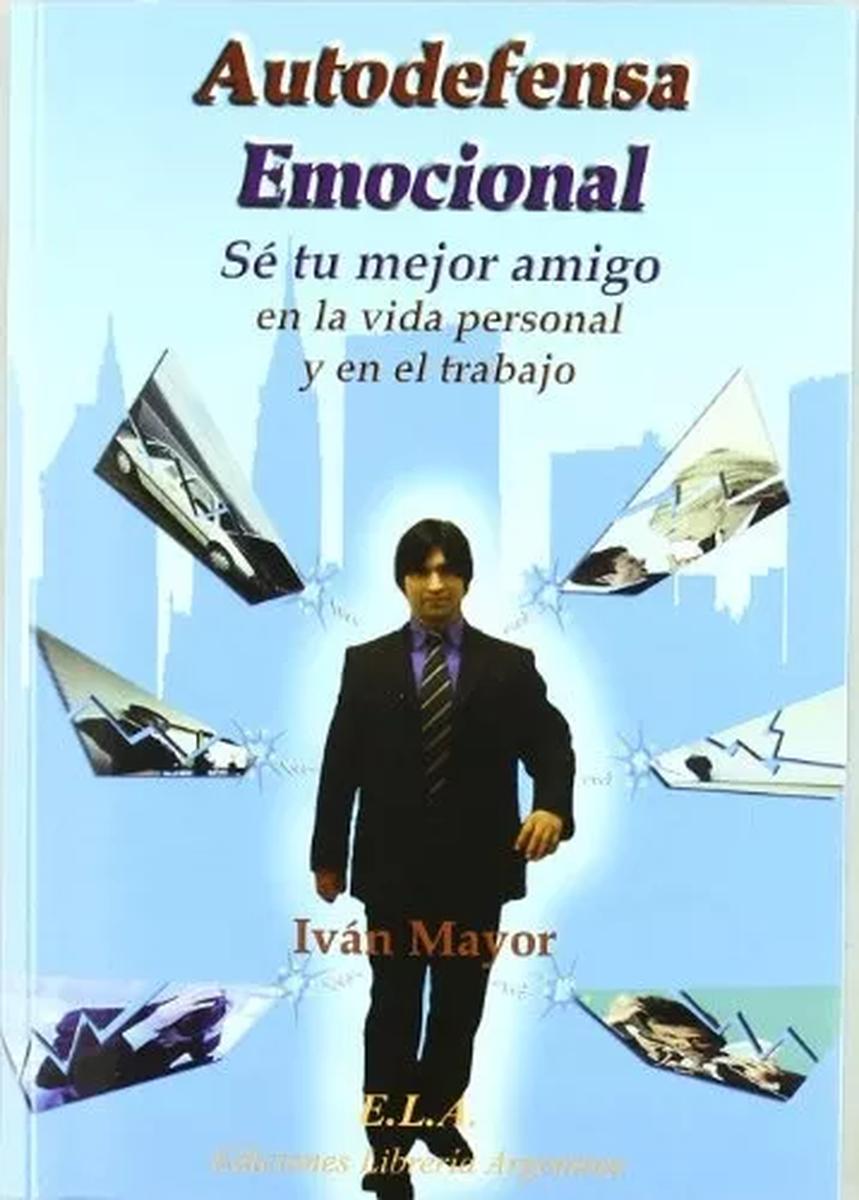 Autodefensa
Emocional
Sé tu mejor amigo
en la vida personal
y en el trabajo
Iván Mayor
E.L.A.
Ediciones Librería Argentina